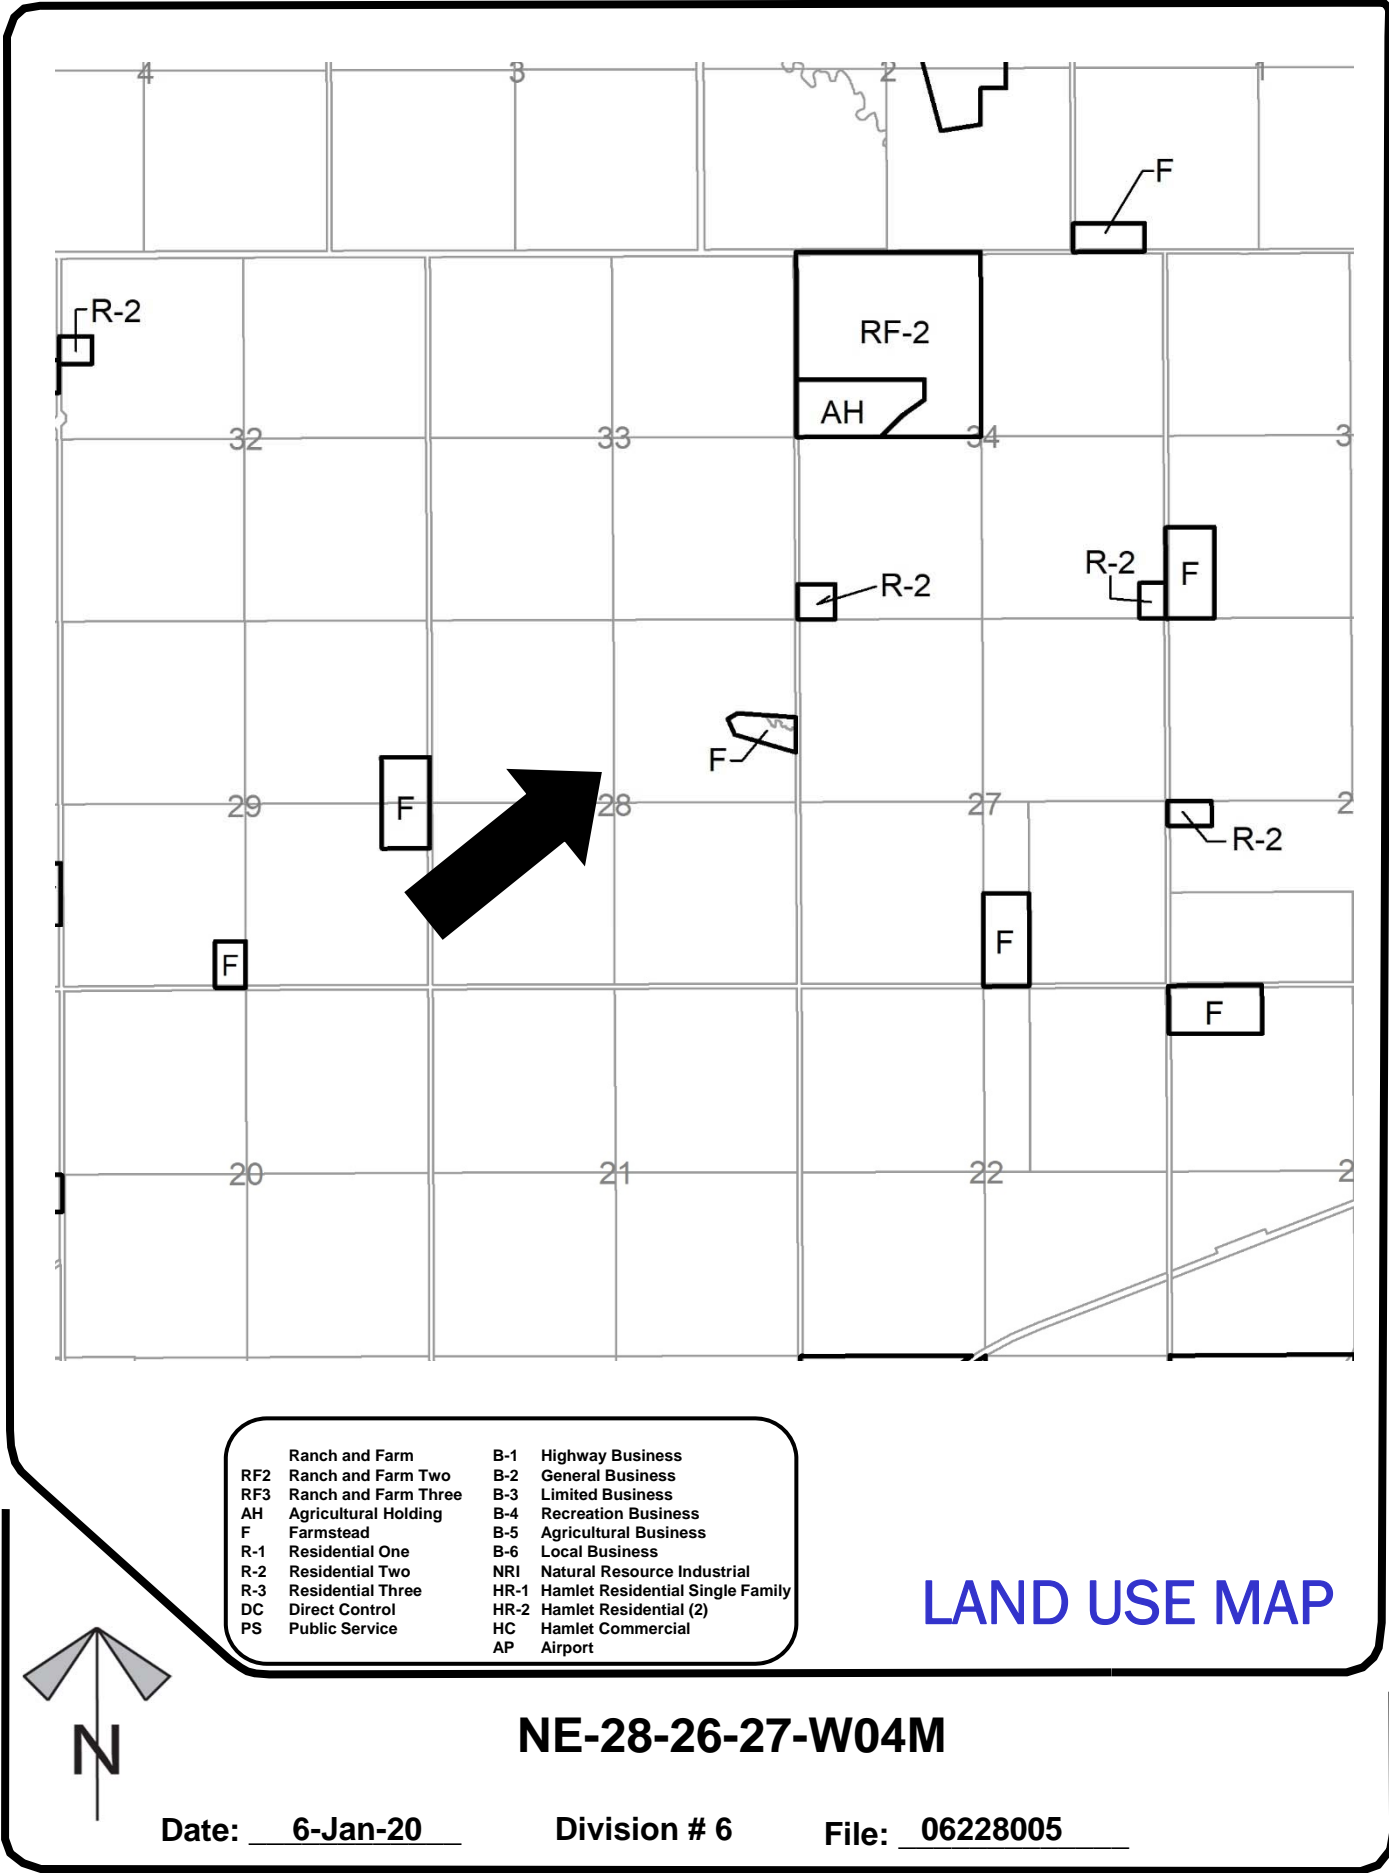 4 3 2 1
F
R-2
RF-2
AH
32 33 34 3
R-2
R-2
F
F
29 F 28 27 2
R-2
F
F
F
20 21 22 2
Ranch and Farm
RF2 Ranch and Farm Two
RF3 Ranch and Farm Three
AH Agricultural Holding
F Farmstead
R-1 Residential One
R-2 Residential Two
R-3 Residential Three
DC Direct Control
PS Public Service
B-1 Highway Business
B-2 General Business
B-3 Limited Business
B-4 Recreation Business
B-5 Agricultural Business
B-6 Local Business
NRI Natural Resource Industrial
HR-1 Hamlet Residential Single Family
HR-2 Hamlet Residential (2)
HC Hamlet Commercial
AP Airport
LAND USE MAP
N
NE-28-26-27-W04M
Date: 6-Jan-20 Division # 6 File: 06228005